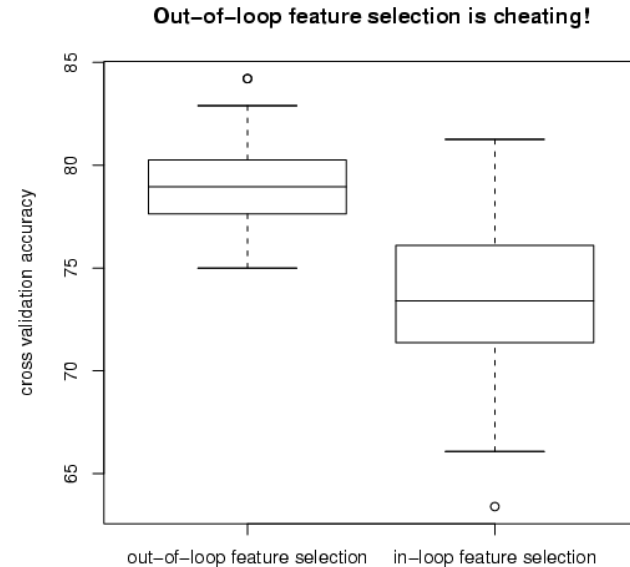 Out-of-loop feature selection is cheating!
85
80
75
70
65
cross validation accuracy
out-of-loop feature selection
in-loop feature selection